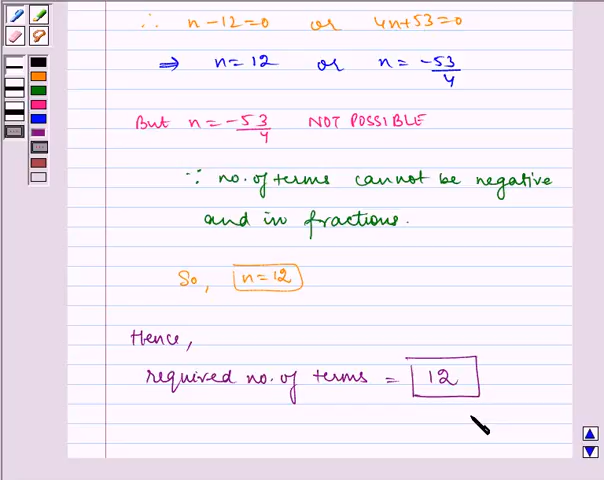 ∴ n-12=0 or 4n+53=0
⇒ n=12 or n= -53/4
But n= -53/4 NOT POSSIBLE
∵ no. of terms cannot be negative
and in fractions.
So, n=12
Hence,
required no. of terms = 12